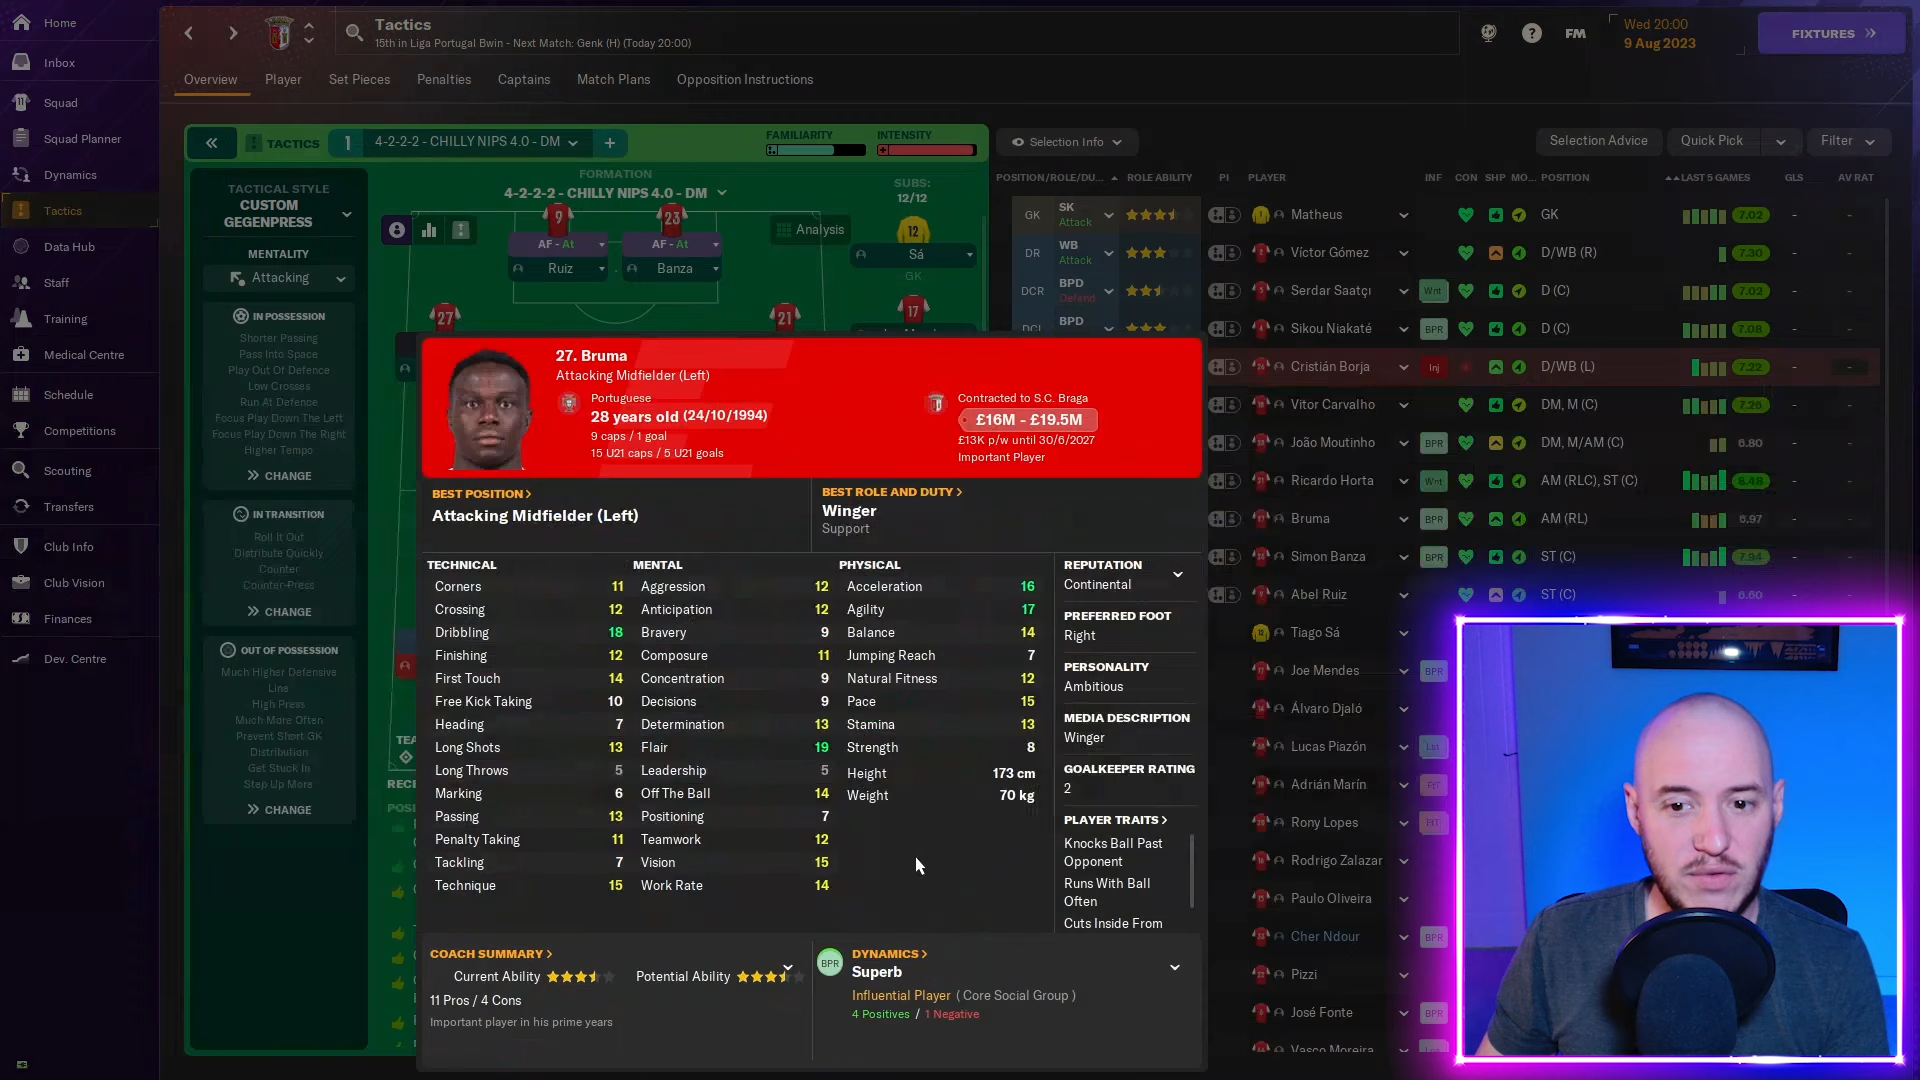 Home
Inbox
Squad
Squad Planner
Dynamics
Tactics
Data Hub
Staff
Training
Medical Centre
Schedule
Competitions
Scouting
Transfers
Club Info
Club Vision
Finances
Dev. Centre
Tactics
15th in Liga Portugal Bwin - Next Match: Genk (H) (Today 20:00)
FM
Wed 20:00
9 Aug 2023
FIXTURES
Overview
Player
Set Pieces
Penalties
Captains
Match Plans
Opposition Instructions
TACTICS
1
4-2-2-2 - CHILLY NIPS 4.0 - DM
FAMILIARITY
INTENSITY
TACTICAL STYLE
CUSTOM
GEGENPRESS
MENTALITY
Attacking
IN POSSESSION
Shorter Passing
Pass Into Space
Play Out Of Defence
Low Crosses
Run At Defence
Focus Play Down The Left
Focus Play Down The Right
Higher Tempo
CHANGE
IN TRANSITION
Roll It Out
Distribute Quickly
Counter
Counter-Press
CHANGE
OUT OF POSSESSION
Much Higher Defensive
Line
High Press
Much More Often
Prevent Short GK
Distribution
Get Stuck In
Step Up More
CHANGE
FORMATION
4-2-2-2 - CHILLY NIPS 4.0 - DM
SUBS:
12/12
Analysis
9
23
AF - At
AF - At
Ruiz
Banza
12
Sá
GK
27
21
17
27. Bruma
Attacking Midfielder (Left)
Portuguese
28 years old (24/10/1994)
9 caps / 1 goal
15 U21 caps / 5 U21 goals
Contracted to S.C. Braga
£16M - £19.5M
£13K p/w until 30/6/2027
Important Player
BEST POSITION
Attacking Midfielder (Left)
BEST ROLE AND DUTY
Winger
Support
TECHNICAL
Corners 11
Crossing 12
Dribbling 18
Finishing 12
First Touch 14
Free Kick Taking 10
Heading 7
Long Shots 13
Long Throws 5
Marking 6
Passing 13
Penalty Taking 11
Tackling 7
Technique 15
MENTAL
Aggression 12
Anticipation 12
Bravery 9
Composure 11
Concentration 9
Decisions 9
Determination 13
Flair 19
Leadership 5
Off The Ball 14
Positioning 7
Teamwork 12
Vision 15
Work Rate 14
PHYSICAL
Acceleration 16
Agility 17
Balance 14
Jumping Reach 7
Natural Fitness 12
Pace 15
Stamina 13
Strength 8
Height 173 cm
Weight 70 kg
REPUTATION
Continental
PREFERRED FOOT
Right
PERSONALITY
Ambitious
MEDIA DESCRIPTION
Winger
GOALKEEPER RATING
2
PLAYER TRAITS
Knocks Ball Past
Opponent
Runs With Ball
Often
Cuts Inside From
COACH SUMMARY
Current Ability
Potential Ability
11 Pros / 4 Cons
Important player in his prime years
BPR
DYNAMICS
Superb
Influential Player ( Core Social Group )
4 Positives / 1 Negative
Selection Info
Selection Advice
Quick Pick
Filter
POSITION/ROLE/DU... ROLE ABILITY PI PLAYER INF CON SHP MO... POSITION LAST 5 GAMES GLS AV RAT
GK SK Attack Matheus GK 7.02 - -
DR WB Attack Víctor Gómez D/WB (R) 7.30 - -
DCR BPD Defend Serdar Saatçı Wnt D (C) 7.02 - -
BPD Sikou Niakaté BPR D (C) 7.08 - -
Cristián Borja Inj D/WB (L) 7.22 - -
Vítor Carvalho DM, M (C) 7.26 - -
João Moutinho BPR DM, M/AM (C) 6.80 - -
Ricardo Horta Wnt AM (RLC), ST (C) 8.48 - -
Bruma BPR AM (RL) 6.97 - -
Simon Banza BPR ST (C) 7.94 - -
Abel Ruiz ST (C) 6.60 - -
Tiago Sá
Joe Mendes BPR
Álvaro Djaló
Lucas Piazón Lst
Adrián Marín
Rony Lopes
Rodrigo Zalazar
Paulo Oliveira
Cher Ndour BPR
Pizzi
José Fonte BPR
Vasco Moreira